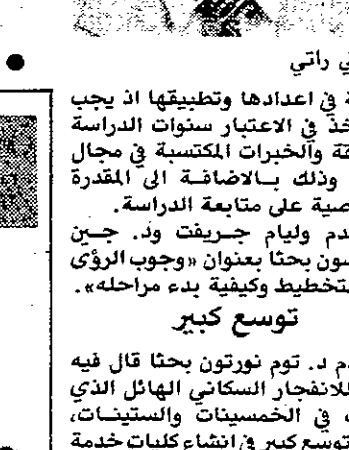 ي راتي
ة في اعدادها وتطبيقها اذ يجب
خذ في الاعتبار سنوات الدراسة
قة والخبرات المكتسبة في مجال
وذلك بالاضافة الى المقدرة
صية على متابعة الدراسة.
دم وليام جريفت ود. جين
سون بحثا بعنوان «وجوب الرؤى
تخطيط وكيفية بدء مراحله».
توسع كبير
دم د. توم نورتون بحثا قال فيه
للانفجار السكاني الهائل الذي
في الخمسينات والستينات،
توسع كبير في انشاء كليات خدمة